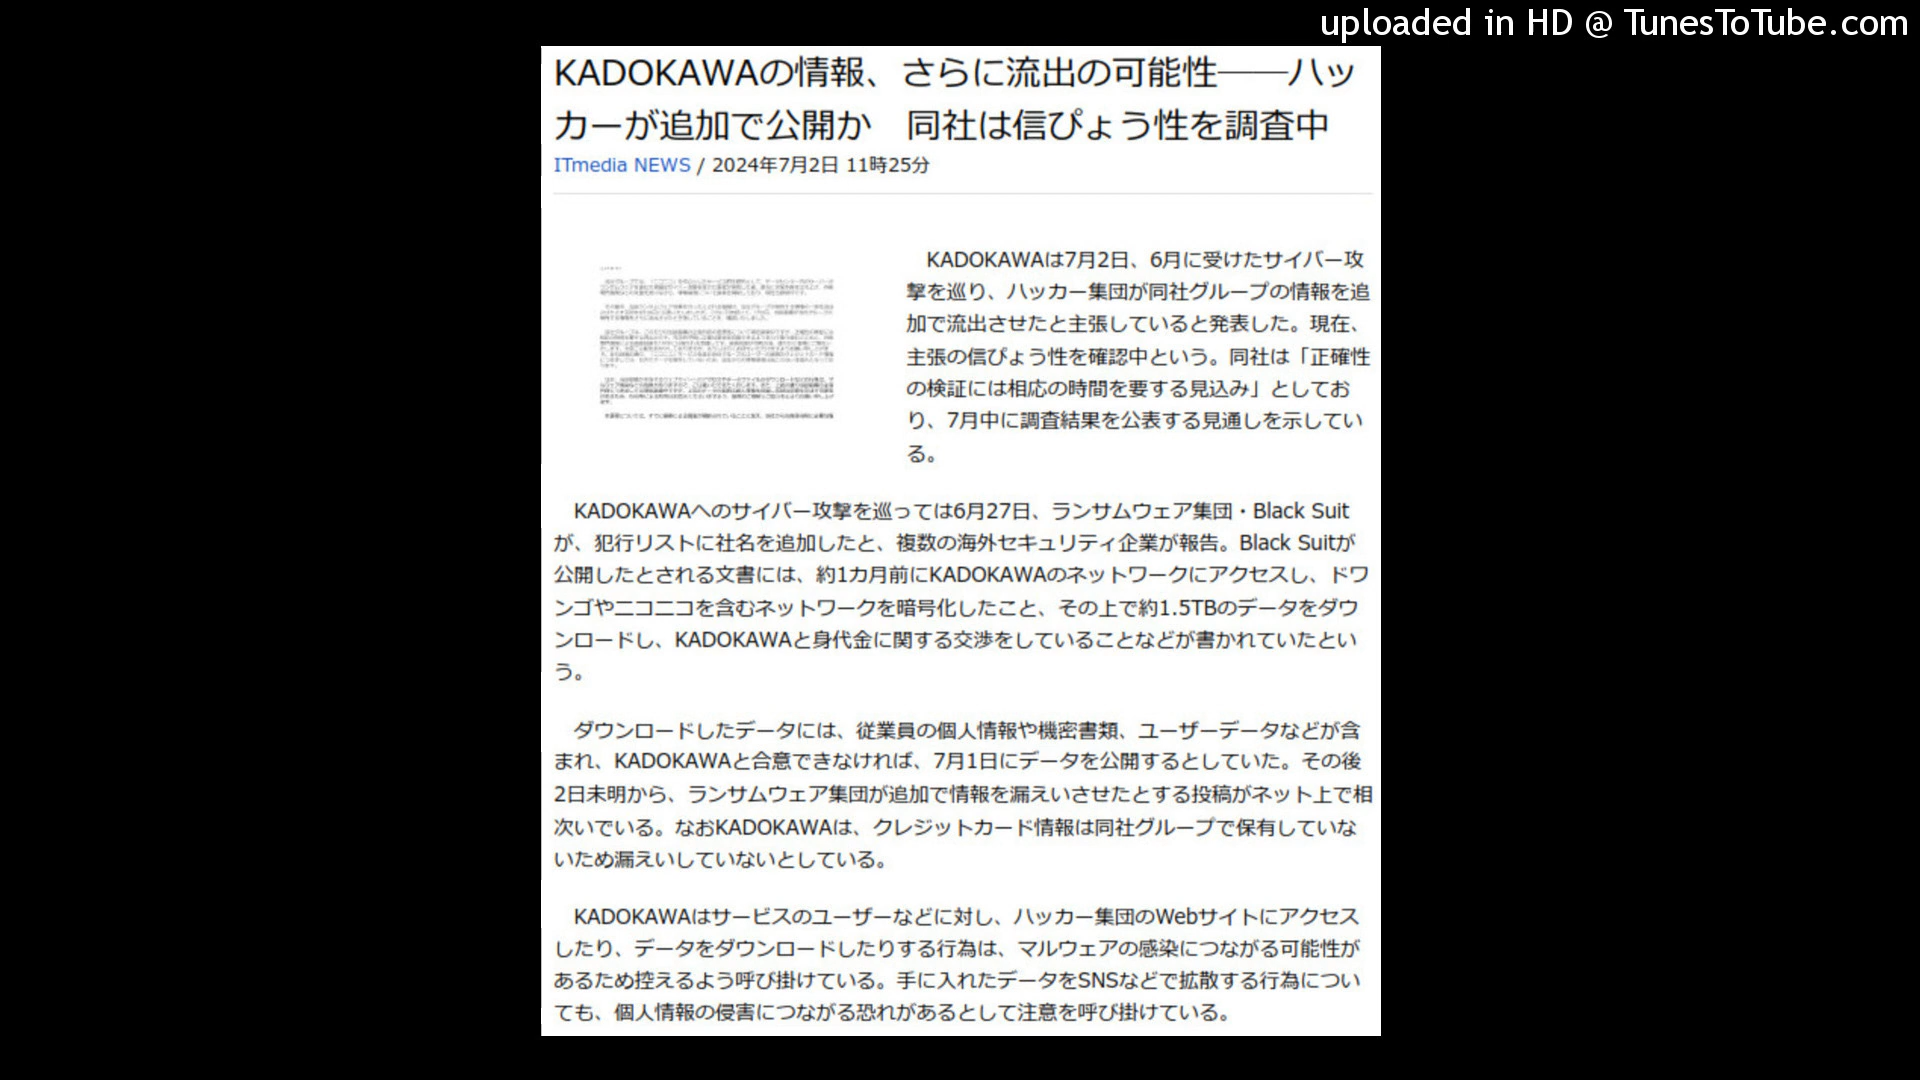 uploaded in HD @ TunesToTube.com
KADOKAWAの情報、さらに流出の可能性――ハッ
カーが追加で公開か　同社は信ぴょう性を調査中
ITmedia NEWS / 2024年7月2日 11時25分
KADOKAWAは7月2日、6月に受けたサイバー攻
撃を巡り、ハッカー集団が同社グループの情報を追
加で流出させたと主張していると発表した。現在、
主張の信ぴょう性を確認中という。同社は「正確性
の検証には相応の時間を要する見込み」としてお
り、7月中に調査結果を公表する見通しを示してい
る。
KADOKAWAへのサイバー攻撃を巡っては6月27日、ランサムウェア集団・Black Suit
が、犯行リストに社名を追加したと、複数の海外セキュリティ企業が報告。Black Suitが
公開したとされる文書には、約1カ月前にKADOKAWAのネットワークにアクセスし、ドワ
ンゴやニコニコを含むネットワークを暗号化したこと、その上で約1.5TBのデータをダウ
ンロードし、KADOKAWAと身代金に関する交渉をしていることなどが書かれていたとい
う。
ダウンロードしたデータには、従業員の個人情報や機密書類、ユーザーデータなどが含
まれ、KADOKAWAと合意できなければ、7月1日にデータを公開するとしていた。その後
2日未明から、ランサムウェア集団が追加で情報を漏えいさせたとする投稿がネット上で相
次いでいる。なおKADOKAWAは、クレジットカード情報は同社グループで保有していな
いため漏えいしていないとしている。
KADOKAWAはサービスのユーザーなどに対し、ハッカー集団のWebサイトにアクセス
したり、データをダウンロードしたりする行為は、マルウェアの感染につながる可能性が
あるため控えるよう呼び掛けている。手に入れたデータをSNSなどで拡散する行為につい
ても、個人情報の侵害につながる恐れがあるとして注意を呼び掛けている。